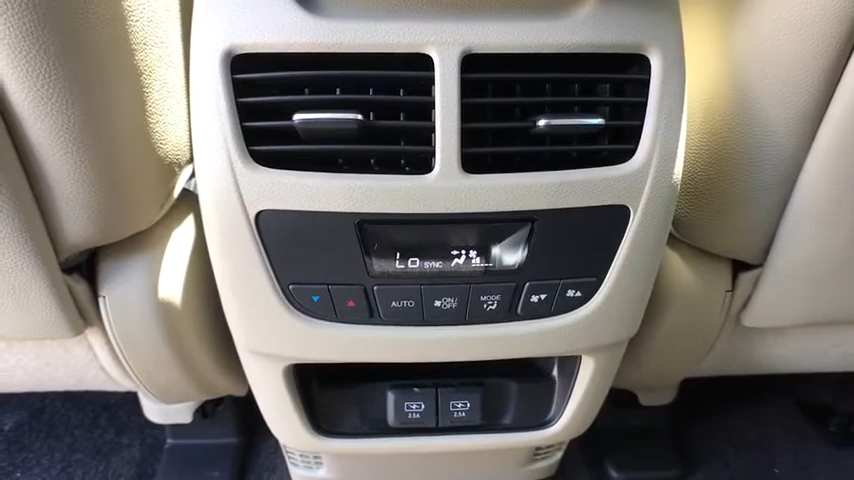 LO SYNC
AUTO
ON/OFF
MODE
2.5A
2.5A